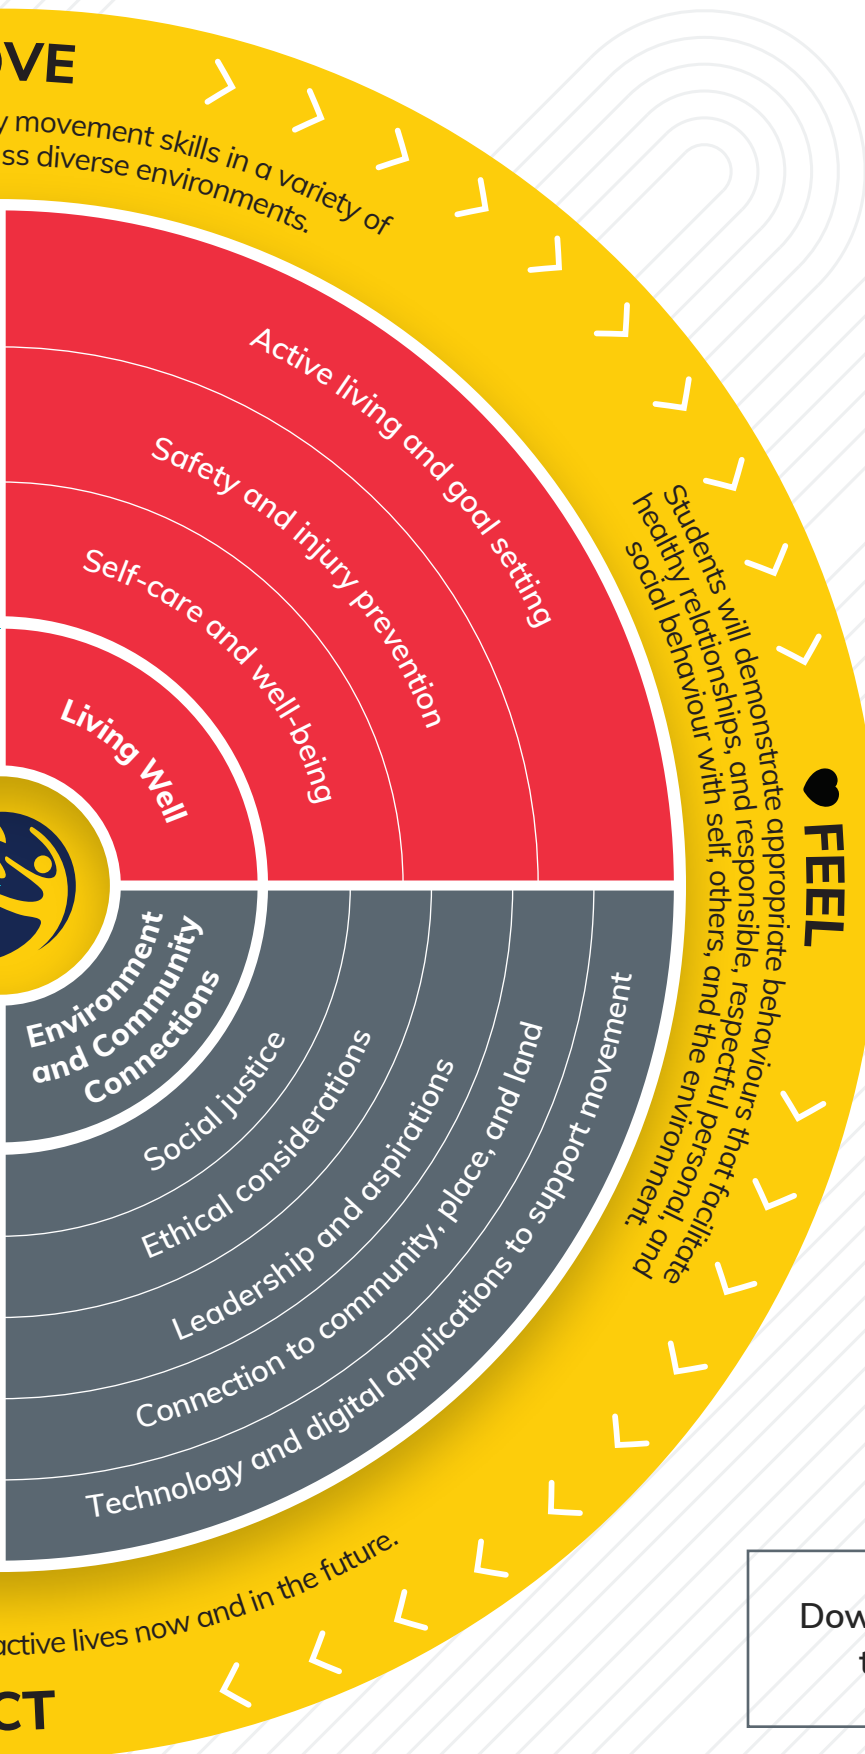 OVE
y movement skills in a variety of
ss diverse environments.
Active living and goal setting
Safety and injury prevention
Self-care and well-being
Living Well
FEEL
Students will demonstrate appropriate behaviours that facilitate
healthy relationships, and responsible, respectful personal, and
social behaviour with self, others, and the environment.
Environment
and Community
Connections
Social justice
Ethical considerations
Leadership and aspirations
Connection to community, place, and land
Technology and digital applications to support movement
active lives now and in the future.
CT
Dow
t